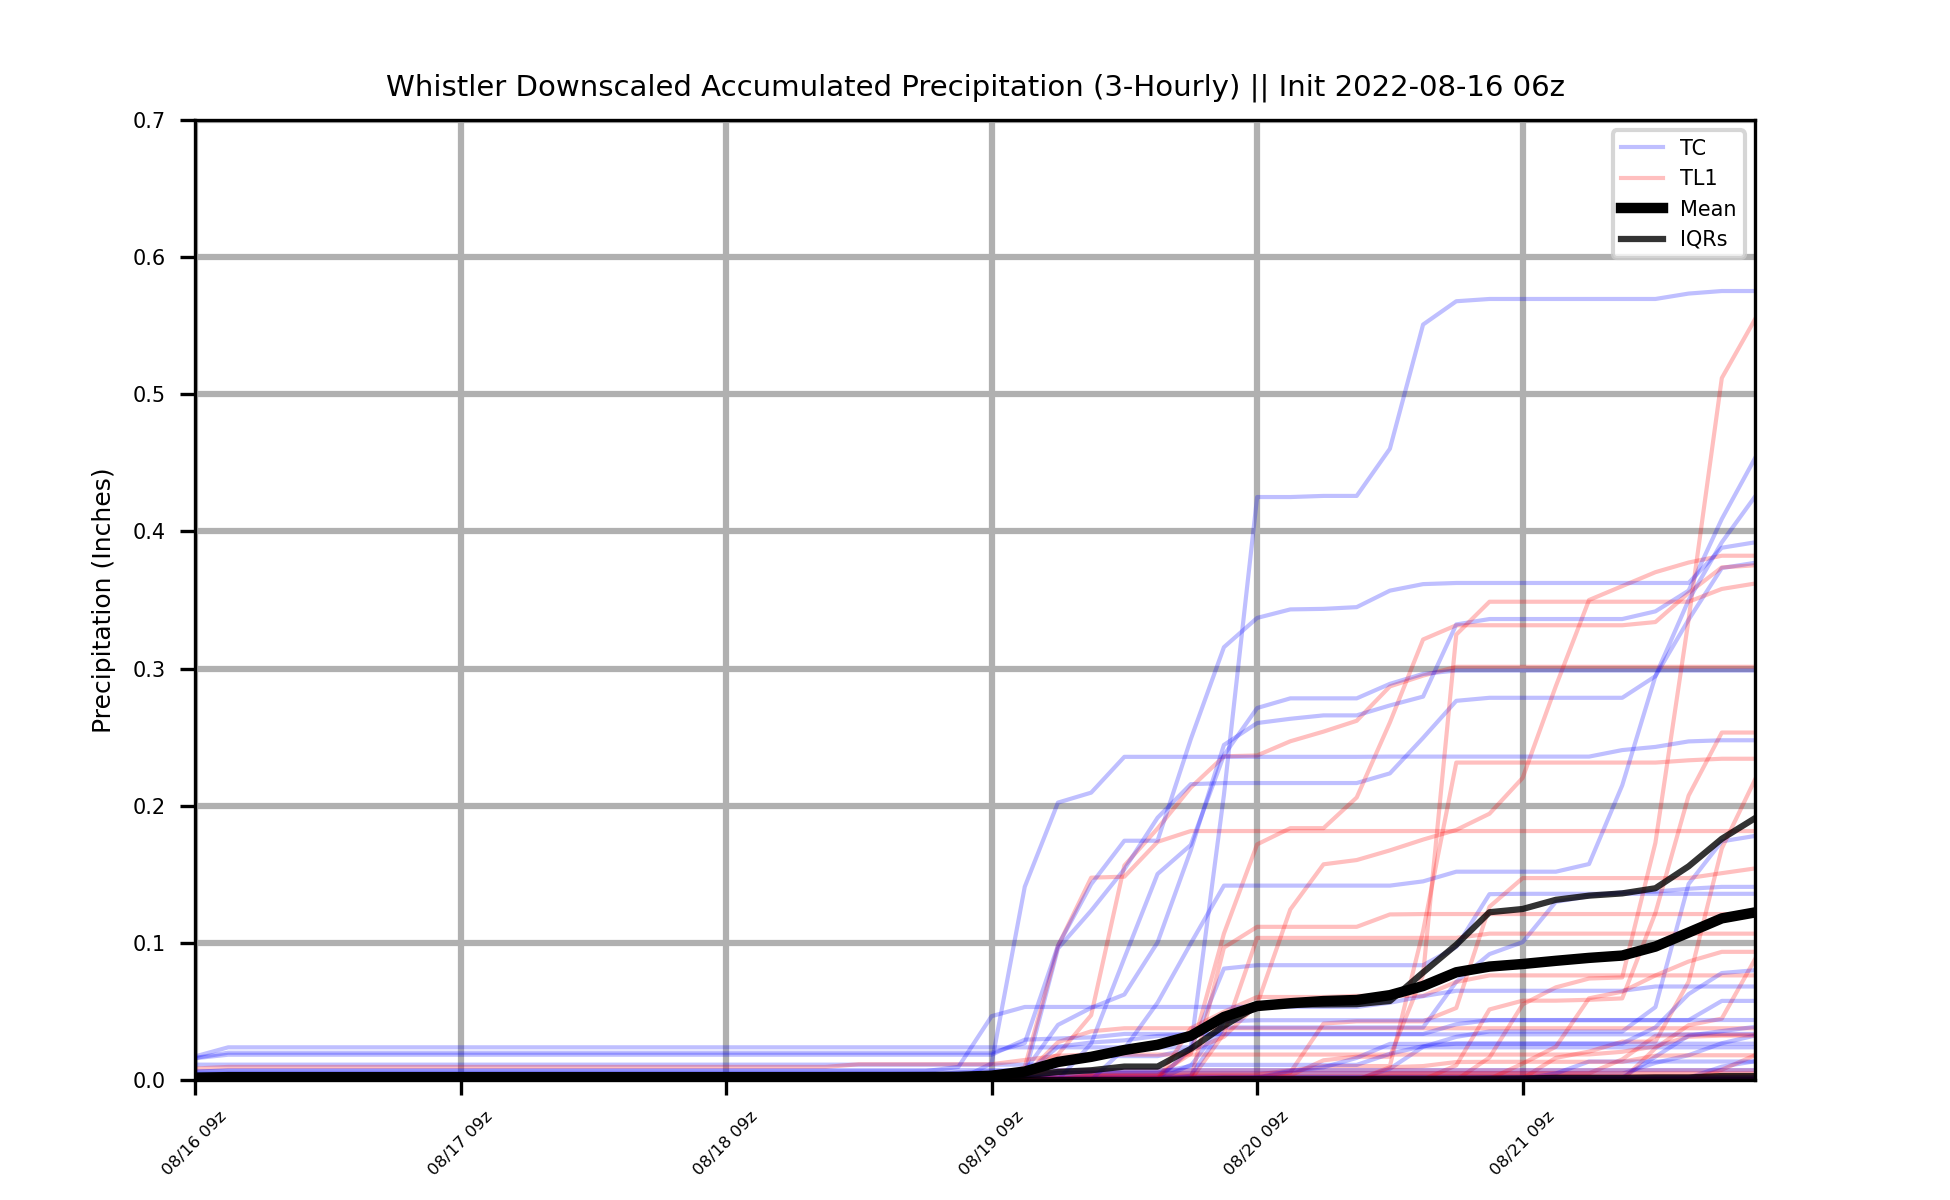 Whistler Downscaled Accumulated Precipitation (3-Hourly) || Init 2022-08-16 06z
TC
TL1
Mean
IQRs
Precipitation (Inches)
0.7
0.6
0.5
0.4
0.3
0.2
0.1
0.0
08/16 09z
08/17 09z
08/18 09z
08/19 09z
08/20 09z
08/21 09z